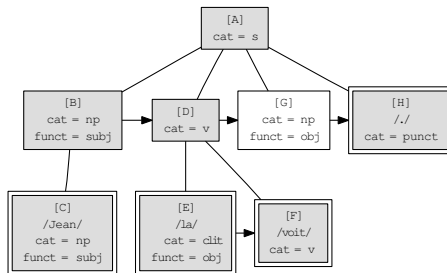 [A]
cat = s
[B]
cat = np
funct = subj
[D]
cat = v
[G]
cat = np
funct = obj
[H]
/./
cat = punct
[C]
/Jean/
cat = np
funct = subj
[E]
/la/
cat = clit
funct = obj
[F]
/voit/
cat = v